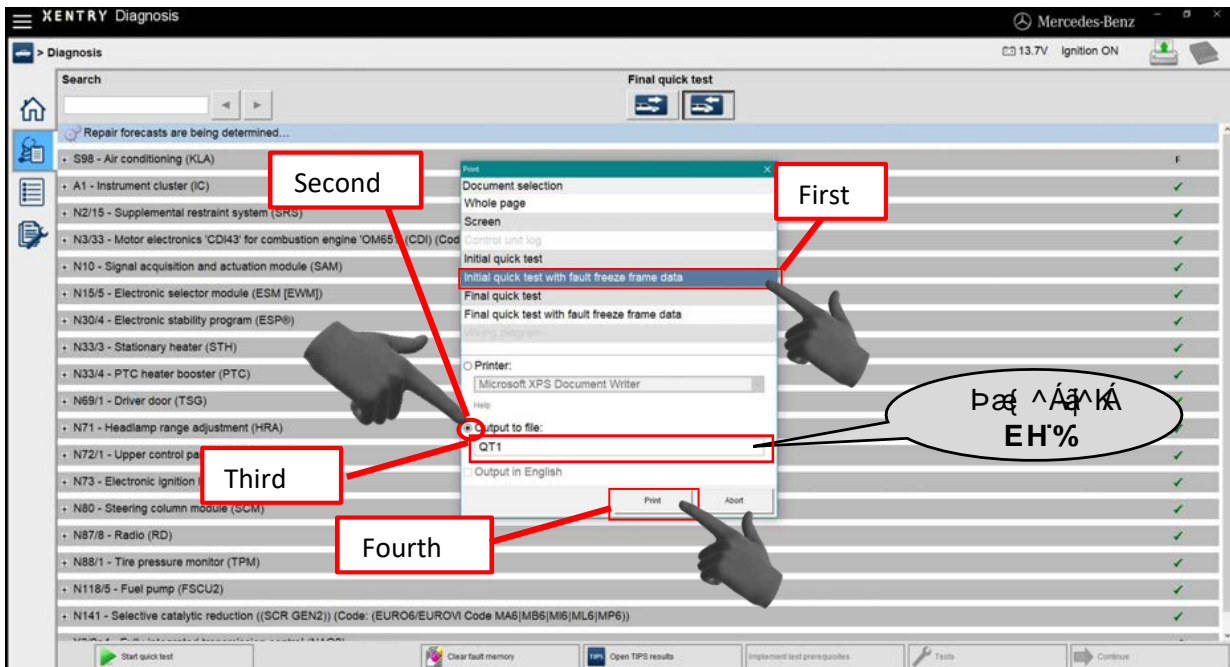 XENTRY Diagnosis
Mercedes-Benz
> Diagnosis
13.7V Ignition ON
Search
Final quick test
Repair forecasts are being determined...
+ S98 - Air conditioning (KLA) F
+ A1 - Instrument cluster (IC)
+ N2/15 - Supplemental restraint system (SRS)
+ N3/33 - Motor electronics 'CDI43' for combustion engine 'OM651' (CDI) (Cod
+ N10 - Signal acquisition and actuation module (SAM)
+ N15/5 - Electronic selector module (ESM [EWM])
+ N30/4 - Electronic stability program (ESP®)
+ N33/3 - Stationary heater (STH)
+ N33/4 - PTC heater booster (PTC)
+ N69/1 - Driver door (TSG)
+ N71 - Headlamp range adjustment (HRA)
+ N72/1 - Upper control pa
+ N73 - Electronic ignition
+ N80 - Steering column module (SCM)
+ N87/8 - Radio (RD)
+ N88/1 - Tire pressure monitor (TPM)
+ N118/5 - Fuel pump (FSCU2)
+ N141 - Selective catalytic reduction ((SCR GEN2)) (Code: (EURO6/EUROVI Code MA6|MB6|MI6|ML6|MP6))
Print
Document selection
Whole page
Screen
Control unit log
Initial quick test
Initial quick test with fault freeze frame data
Final quick test
Final quick test with fault freeze frame data
Wiring diagram
Printer:
Microsoft XPS Document Writer
Help
Output to file:
QT1
Output in English
Print Abort
First
Second
Third
Fourth
Start quick test
Clear fault memory
TIPS Open TIPS results
Implement test prerequisites
Tests
Continue